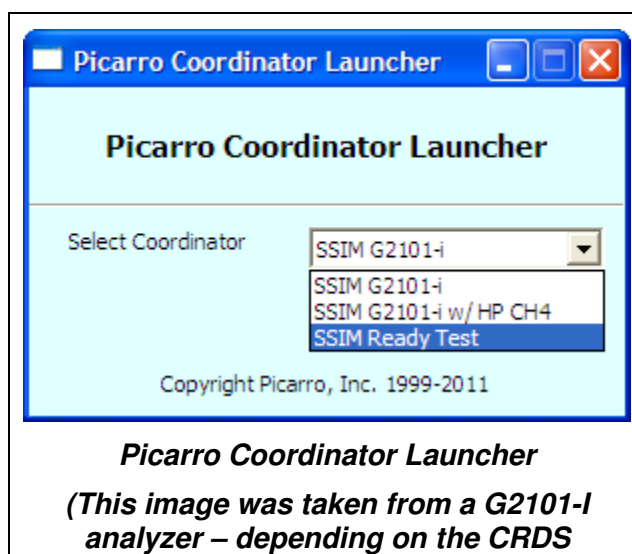 Picarro Coordinator Launcher
Picarro Coordinator Launcher
Select Coordinator
SSIM G2101-i
SSIM G2101-i
SSIM G2101-i w/ HP CH4
SSIM Ready Test
Copyright Picarro, Inc. 1999-2011
Picarro Coordinator Launcher
(This image was taken from a G2101-I
analyzer – depending on the CRDS